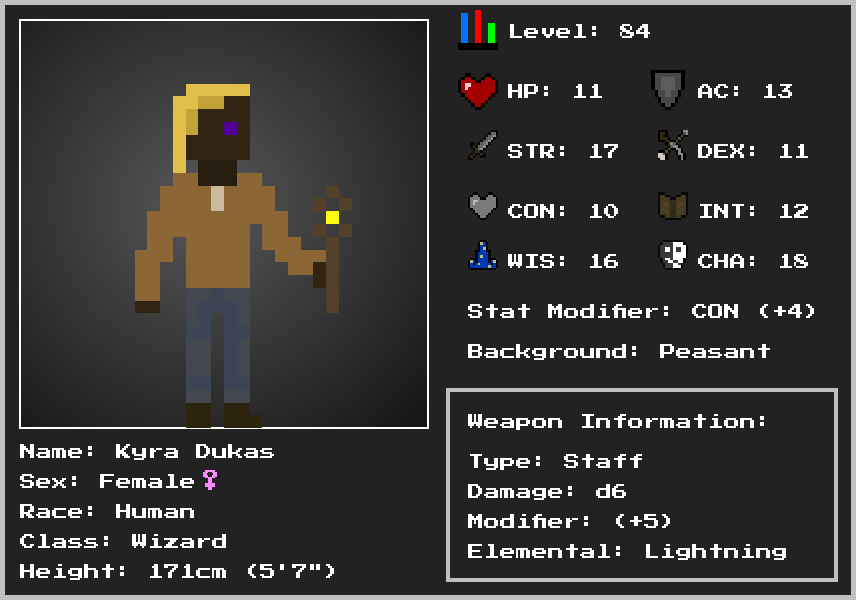 Level: 84
HP: 11 AC: 13
STR: 17 DEX: 11
CON: 10 INT: 12
WIS: 16 CHA: 18
Stat Modifier: CON (+4)
Background: Peasant
Weapon Information:
Type: Staff
Damage: d6
Modifier: (+5)
Elemental: Lightning
Name: Kyra Dukas
Sex: Female♀
Race: Human
Class: Wizard
Height: 171cm (5'7")